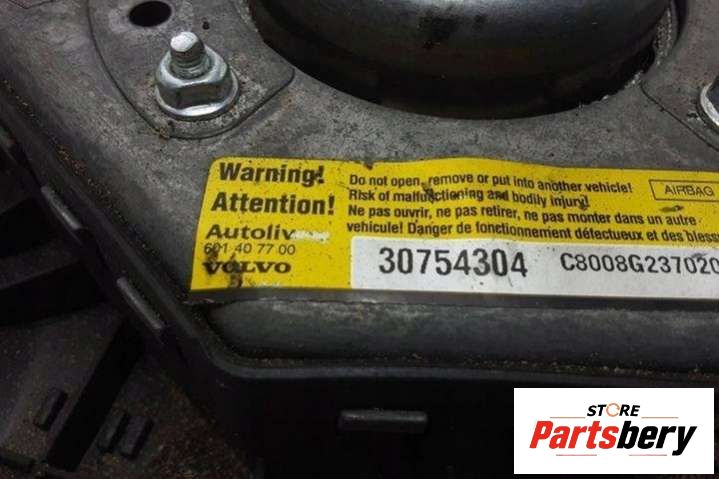 Warning!
Attention!
Autoliv
601 40 77 00
VOLVO
Do not open, remove or put into another vehicle!
Risk of malfunctioning and bodily injury!
Ne pas ouvrir, ne pas retirer, ne pas monter dans un autre
vehicule! Danger de fonctionnement défectueux et des bless
AIRBAG
30754304
C8008G237020
STORE
Partsbery